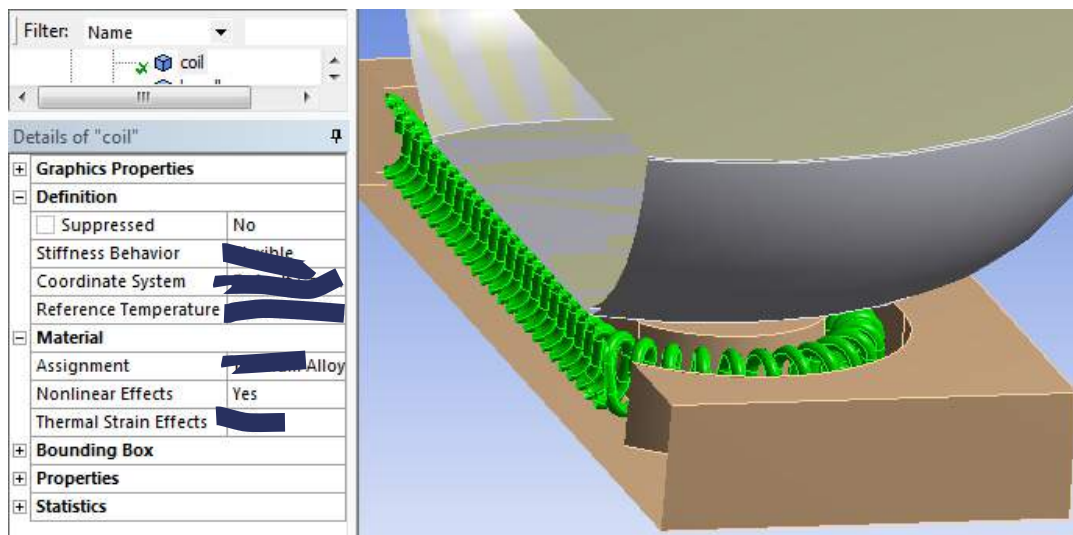 Filter: Name
coil
Details of "coil"
Graphics Properties
Definition
Suppressed No
Stiffness Behavior
Coordinate System
Reference Temperature
Material
Assignment Alloy
Nonlinear Effects Yes
Thermal Strain Effects
Bounding Box
Properties
Statistics